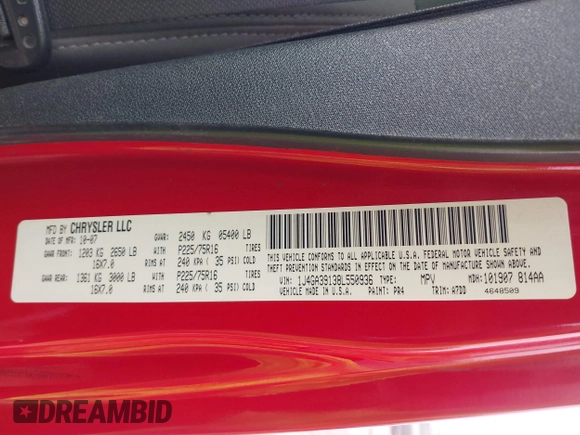 MFD BY CHRYSLER LLC
DATE OF MFR: 10-07 GVWR: 2450 KG 05400 LB
GAWR FRONT: 1203 KG 2650 LB WITH P225/75R16 TIRES
16X7.0 RIMS AT 240 KPA ( 35 PSI) COLD
GAWR REAR: 1361 KG 3000 LB WITH P225/75R16 TIRES
16X7.0 RIMS AT 240 KPA ( 35 PSI) COLD
THIS VEHICLE CONFORMS TO ALL APPLICABLE U.S.A. FEDERAL MOTOR VEHICLE SAFETY AND
THEFT PREVENTION STANDARDS IN EFFECT ON THE DATE OF MANUFACTURE SHOWN ABOVE.
VIN: 1J4GA39138L550936 MPV MDH: 101907 814AA
VEHICLE MADE IN U.S.A. PAINT: PR4 TRIM: A7DD 4648509
DREAMBID